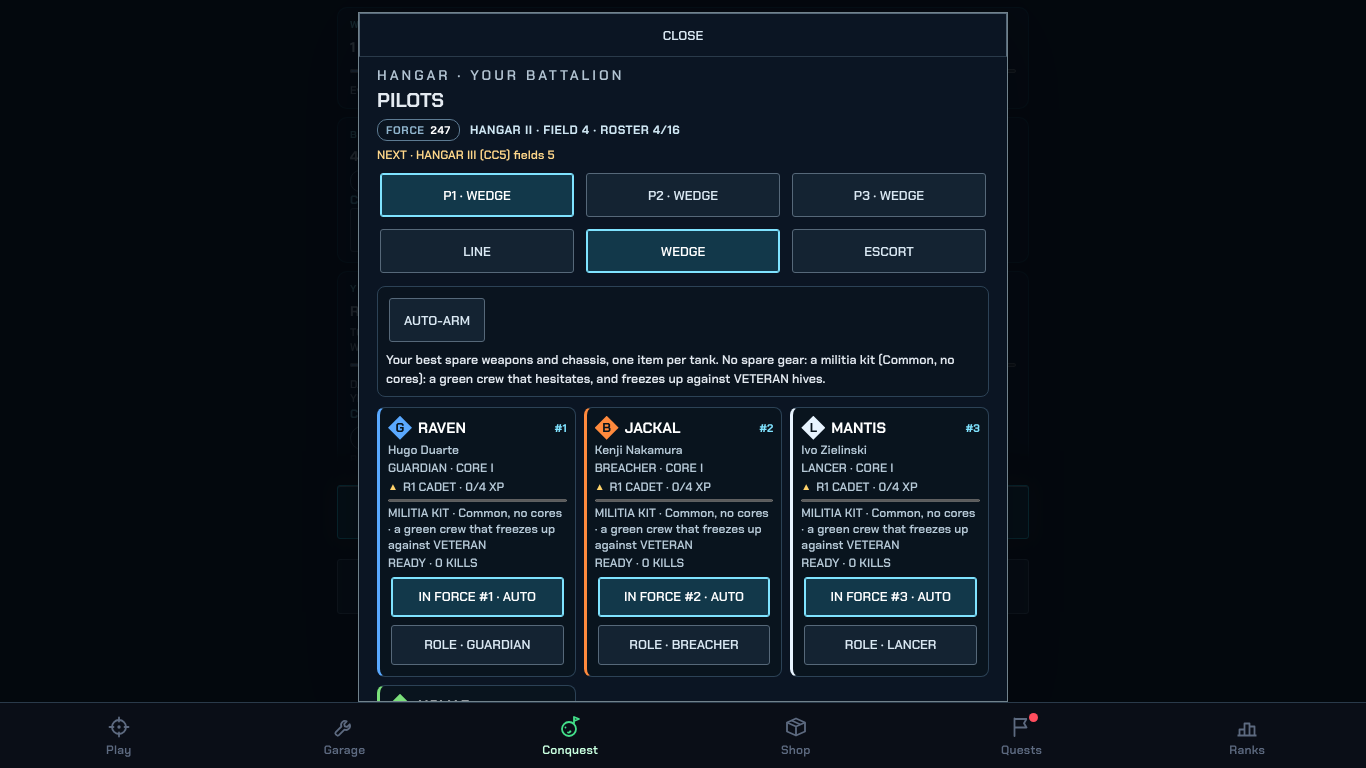 CLOSE
HANGAR · YOUR BATTALION
PILOTS
FORCE 247 HANGAR II · FIELD 4 · ROSTER 4/16
NEXT · HANGAR III (CC5) fields 5
P1 · WEDGE
P2 · WEDGE
P3 · WEDGE
LINE
WEDGE
ESCORT
AUTO-ARM
Your best spare weapons and chassis, one item per tank. No spare gear: a militia kit (Common, no
cores): a green crew that hesitates, and freezes up against VETERAN hives.
G RAVEN #1
Hugo Duarte
GUARDIAN · CORE I
▲ R1 CADET · 0/4 XP
MILITIA KIT · Common, no cores
· a green crew that freezes up
against VETERAN
READY · 0 KILLS
IN FORCE #1 · AUTO
ROLE · GUARDIAN
B JACKAL #2
Kenji Nakamura
BREACHER · CORE I
▲ R1 CADET · 0/4 XP
MILITIA KIT · Common, no cores
· a green crew that freezes up
against VETERAN
READY · 0 KILLS
IN FORCE #2 · AUTO
ROLE · BREACHER
L MANTIS #3
Ivo Zielinski
LANCER · CORE I
▲ R1 CADET · 0/4 XP
MILITIA KIT · Common, no cores
· a green crew that freezes up
against VETERAN
READY · 0 KILLS
IN FORCE #3 · AUTO
ROLE · LANCER
Play
Garage
Conquest
Shop
Quests
Ranks